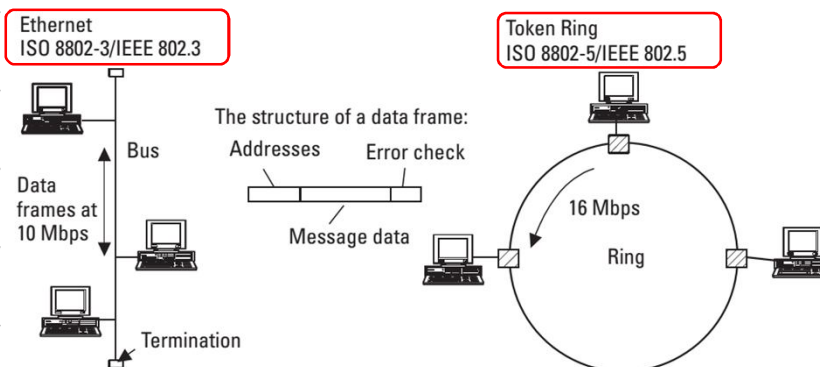 Ethernet
ISO 8802-3/IEEE 802.3
Bus
Data
frames at
10 Mbps
Termination
The structure of a data frame:
Addresses
Error check
Message data
Token Ring
ISO 8802-5/IEEE 802.5
16 Mbps
Ring